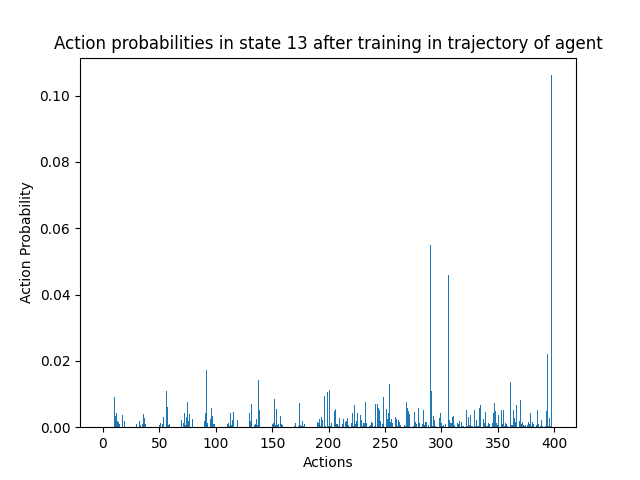 Action probabilities in state 13 after training in trajectory of agent
0.10
0.08
0.06
0.04
0.02
0.00
Action Probability
0 50 100 150 200 250 300 350 400
Actions